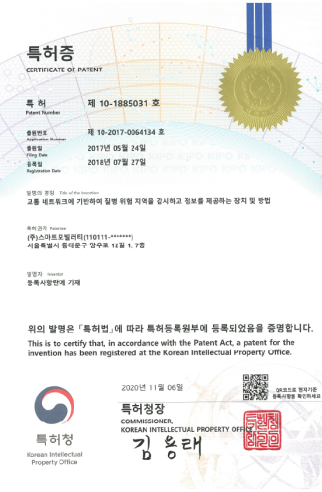 특허증
CERTIFICATE OF PATENT
특 허 제 10-1885031 호
Patent Number
출원번호 제 10-2017-0064134 호
Application Number
출원일 2017년 05월 24일
Filing Date
등록일 2018년 07월 27일
Registration Date
발명의 명칭 Title of the Invention
교통 네트워크에 기반하여 질병 위험 지역을 감시하고 정보를 제공하는 장치 및 방법
특허권자 Patentee
(주)스마트모빌리티(110111-*******)
서울특별시 동대문구
발명자 Inventor
등록사항란에 기재
위의 발명은 「특허법」에 따라 특허등록원부에 등록되었음을 증명합니다.
This is to certify that, in accordance with the Patent Act, a patent for the
invention has been registered at the Korean Intellectual Property Office.
2020년 11월 06일
QR코드로 현재기준
등록사항을 확인하세요
특허청장
COMMISSIONER,
KOREAN INTELLECTUAL PROPERTY OFFICE
김용래
특허청
Korean Intellectual
Property Office